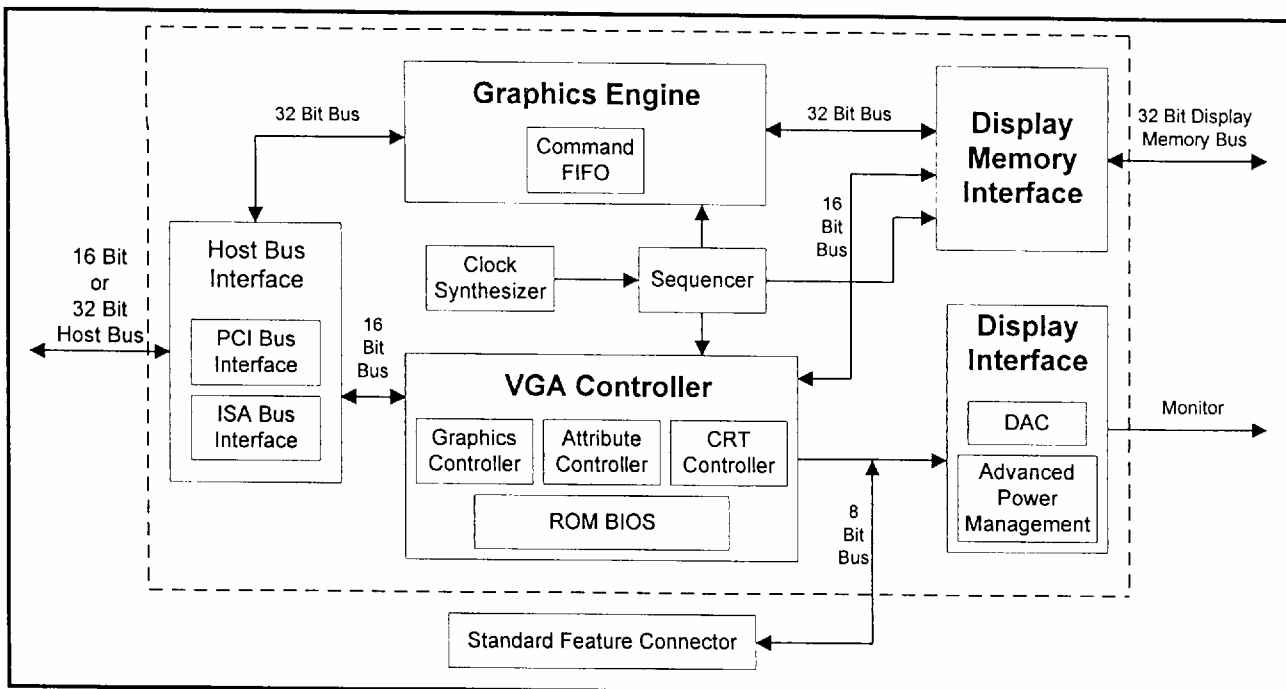 Graphics Engine
Command
FIFO
32 Bit Bus
32 Bit Bus
Display
Memory
Interface
32 Bit Display
Memory Bus
16
Bit
Bus
Host Bus
Interface
PCI Bus
Interface
ISA Bus
Interface
16 Bit
or
32 Bit
Host Bus
Clock
Synthesizer
Sequencer
16
Bit
Bus
VGA Controller
Graphics
Controller
Attribute
Controller
CRT
Controller
ROM BIOS
Display
Interface
DAC
Advanced
Power
Management
Monitor
8
Bit
Bus
Standard Feature Connector